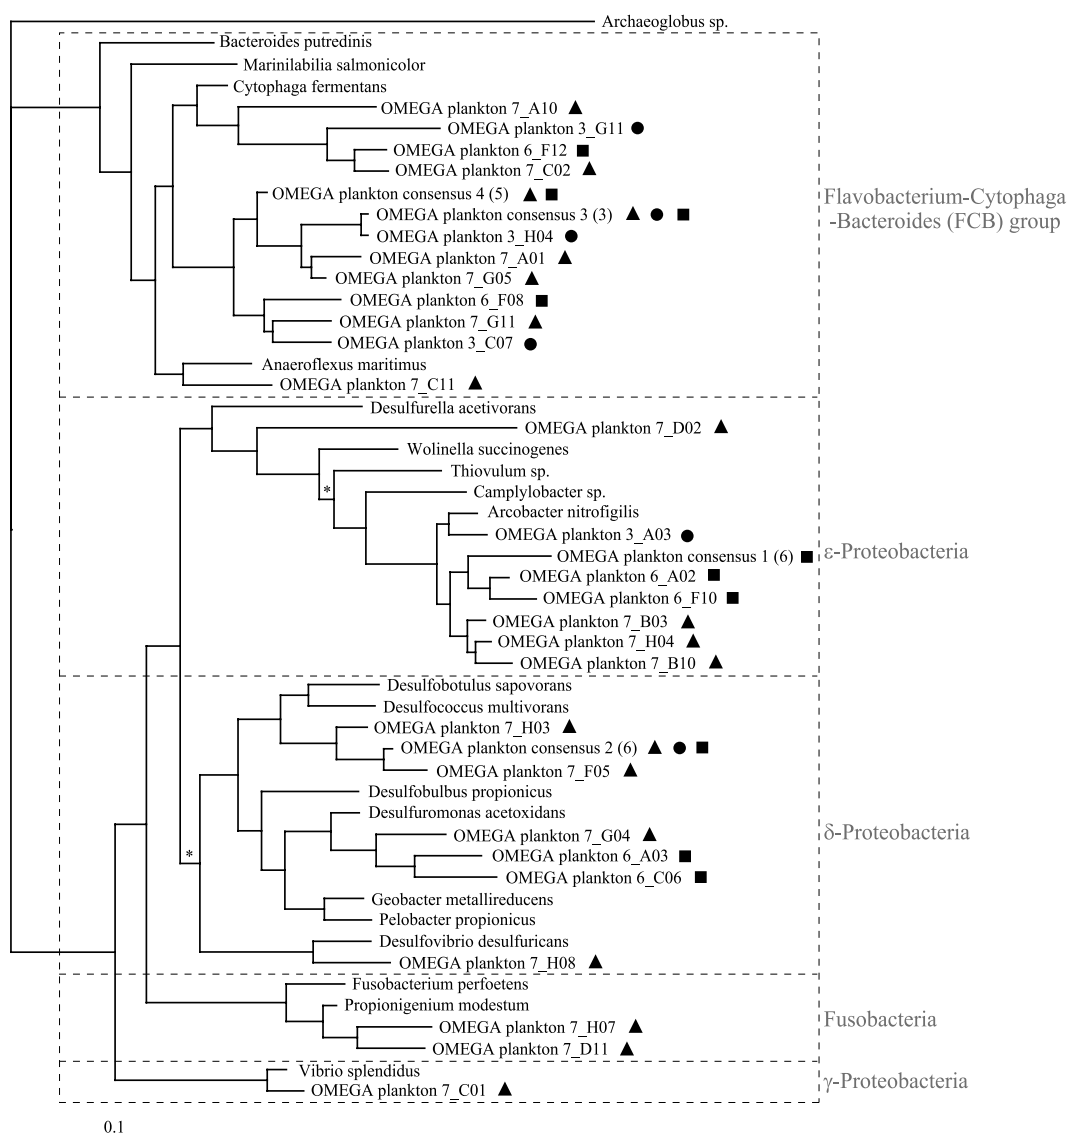 Archaeoglobus sp.
Bacteroides putredinis
Marinilabilia salmonicolor
Cytophaga fermentans
OMEGA plankton 7_A10
OMEGA plankton 3_G11
OMEGA plankton 6_F12
OMEGA plankton 7_C02
OMEGA plankton consensus 4 (5)
OMEGA plankton consensus 3 (3)
OMEGA plankton 3_H04
OMEGA plankton 7_A01
OMEGA plankton 7_G05
OMEGA plankton 6_F08
OMEGA plankton 7_G11
OMEGA plankton 3_C07
Anaeroflexus maritimus
OMEGA plankton 7_C11
Flavobacterium-Cytophaga
-Bacteroides (FCB) group
Desulfurella acetivorans
OMEGA plankton 7_D02
Wolinella succinogenes
Thiovulum sp.
*
Camplylobacter sp.
Arcobacter nitrofigilis
OMEGA plankton 3_A03
OMEGA plankton consensus 1 (6)
OMEGA plankton 6_A02
OMEGA plankton 6_F10
OMEGA plankton 7_B03
OMEGA plankton 7_H04
OMEGA plankton 7_B10
ε-Proteobacteria
Desulfobotulus sapovorans
Desulfococcus multivorans
OMEGA plankton 7_H03
OMEGA plankton consensus 2 (6)
OMEGA plankton 7_F05
Desulfobulbus propionicus
Desulfuromonas acetoxidans
OMEGA plankton 7_G04
*
OMEGA plankton 6_A03
OMEGA plankton 6_C06
Geobacter metallireducens
Pelobacter propionicus
Desulfovibrio desulfuricans
OMEGA plankton 7_H08
δ-Proteobacteria
Fusobacterium perfoetens
Propionigenium modestum
OMEGA plankton 7_H07
OMEGA plankton 7_D11
Fusobacteria
Vibrio splendidus
OMEGA plankton 7_C01
γ-Proteobacteria
0.1